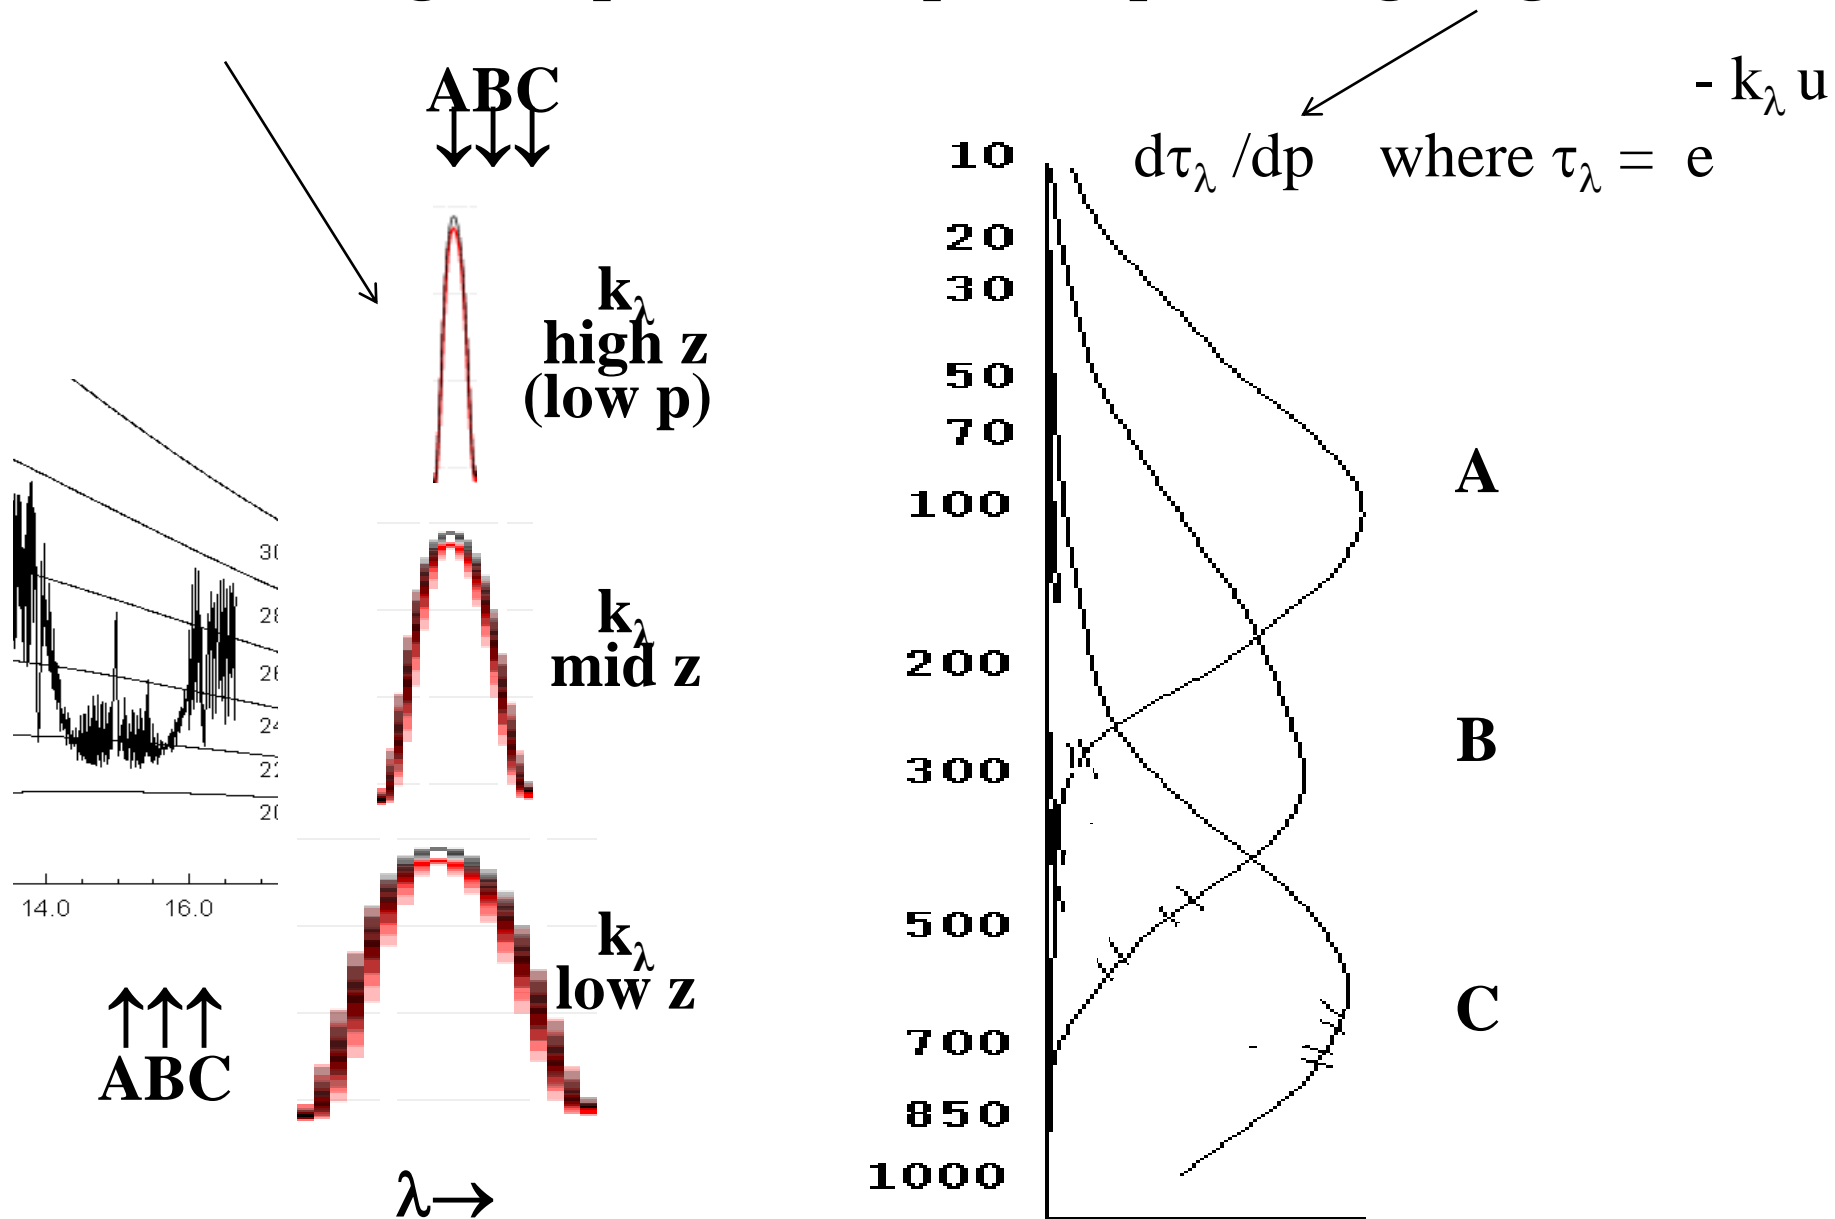 ABC
- kλ u
dτλ /dp where τλ = e
kλ
high z
(low p)
kλ
mid z
kλ
low z
λ→
10
20
30
50
70
100
200
300
500
700
850
1000
A
B
C
14.0 16.0
ABC